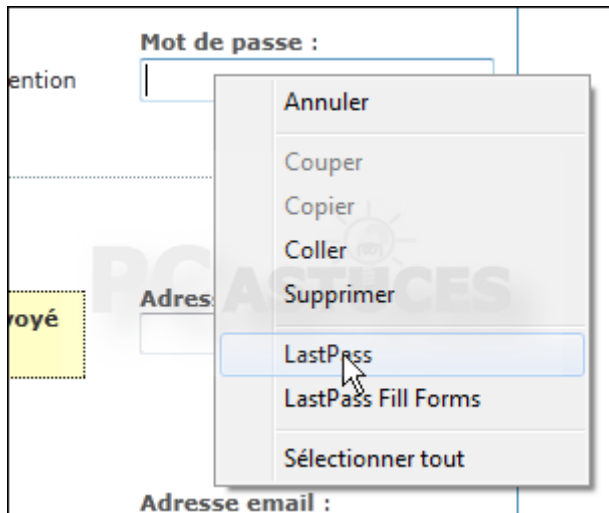 Mot de passe :
ention
Annuler
Couper
Copier
Coller
PC ASTUCES
Supprimer
Adres
voyé
LastPass
LastPass Fill Forms
Sélectionner tout
Adresse email :